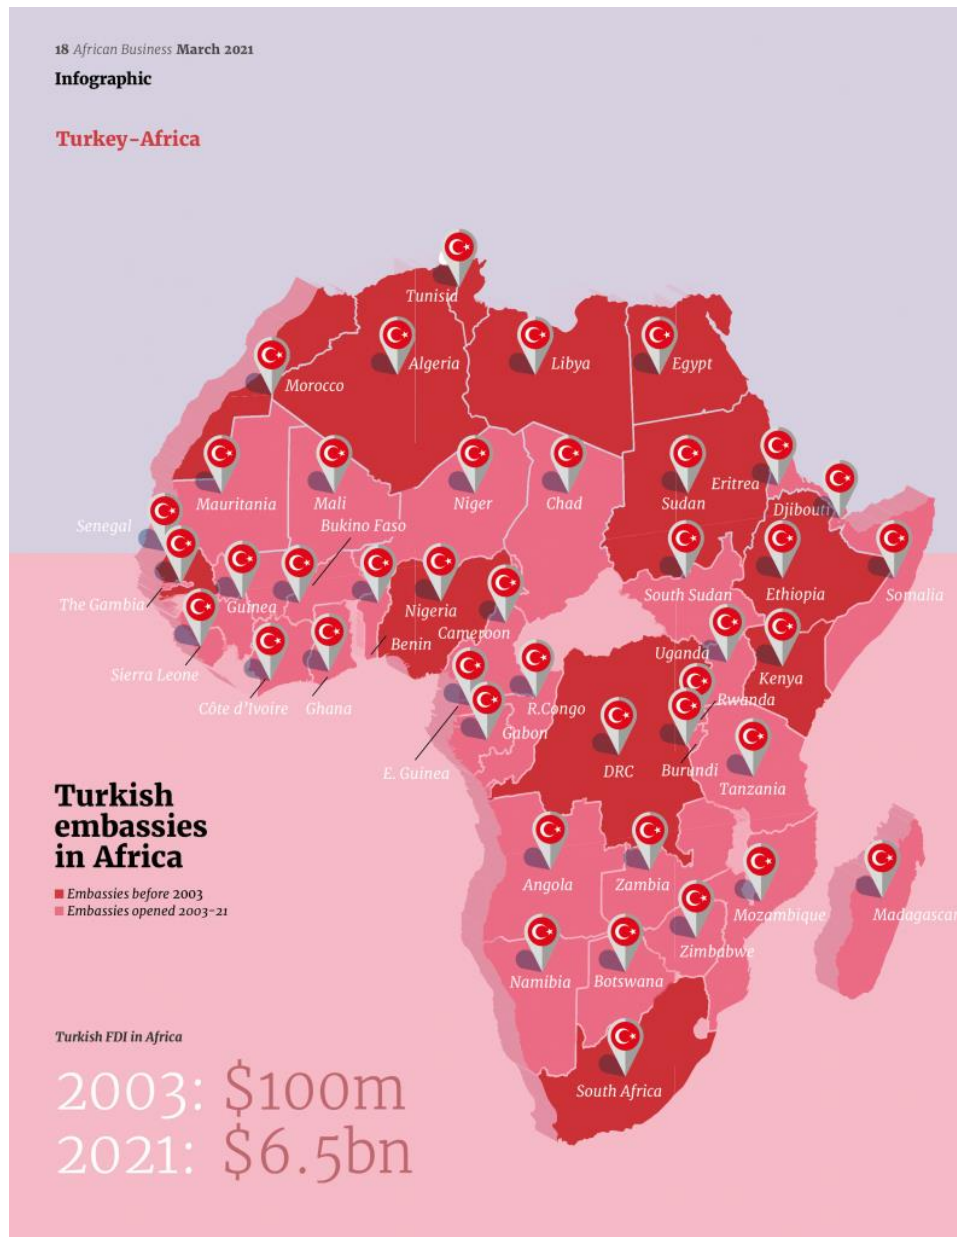 18 African Business March 2021
Infographic
Turkey–Africa
Tunisia
Algeria
Libya
Egypt
Morocco
Mauritania
Mali
Niger
Chad
Sudan
Eritrea
Djibouti
Senegal
Bukino Faso
The Gambia
Guinea
Nigeria
Cameroon
South Sudan
Ethiopia
Somalia
Benin
Sierra Leone
Côte d'Ivoire
Ghana
Uganda
Kenya
Rwanda
R.Congo
Gabon
E. Guinea
DRC
Burundi
Tanzania
Turkish
embassies
in Africa
Embassies before 2003
Embassies opened 2003-21
Angola
Zambia
Mozambique
Madagascar
Zimbabwe
Namibia
Botswana
South Africa
Turkish FDI in Africa
2003: $100m
2021: $6.5bn